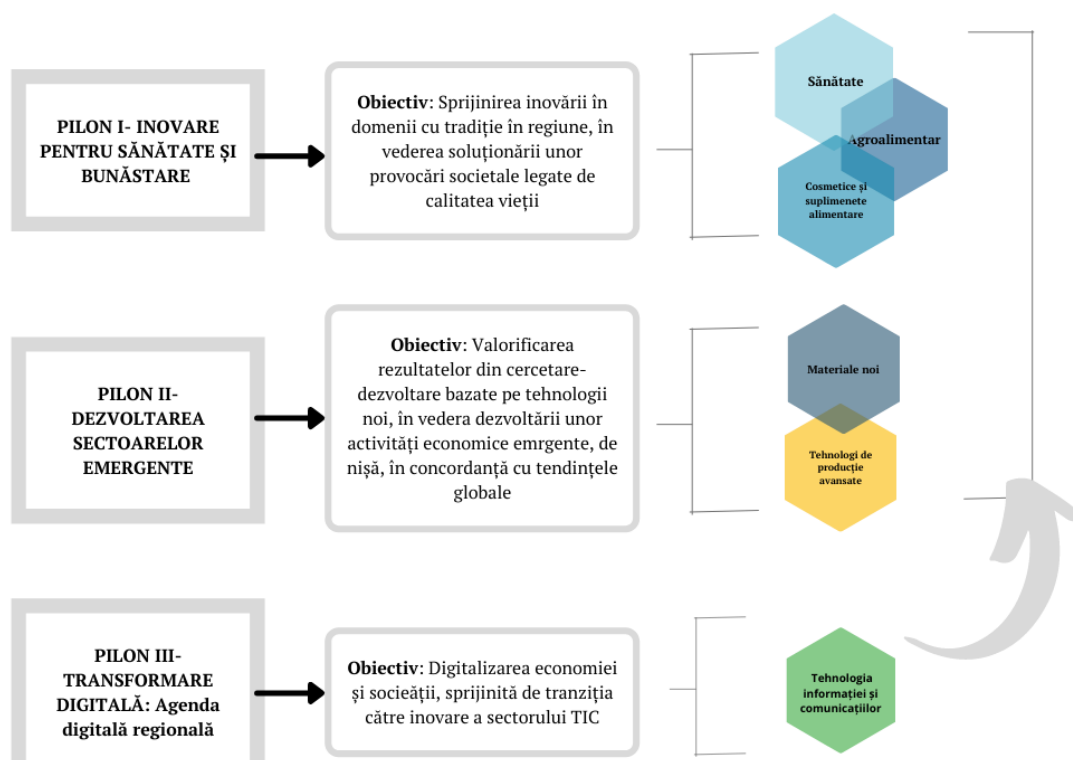 PILON I- INOVARE
PENTRU SĂNĂTATE ȘI
BUNĂSTARE
Obiectiv: Sprijinirea inovării în
domenii cu tradiție în regiune, în
vederea soluționării unor
provocări societale legate de
calitatea vieții
Sănătate
Agroalimentar
Cosmetice și
suplimenete
alimentare
PILON II-
DEZVOLTAREA
SECTOARELOR
EMERGENTE
Obiectiv: Valorificarea
rezultatelor din cercetare-
dezvoltare bazate pe tehnologii
noi, în vedera dezvoltării unor
activități economice emrgente, de
nișă, în concordanță cu tendințele
globale
Materiale noi
Tehnologi de
producție
avansate
PILON III-
TRANSFORMARE
DIGITALĂ: Agenda
digitală regională
Obiectiv: Digitalizarea economiei
și socieății, sprijinită de tranziția
către inovare a sectorului TIC
Tehnologia
informației și
comunicațiilor